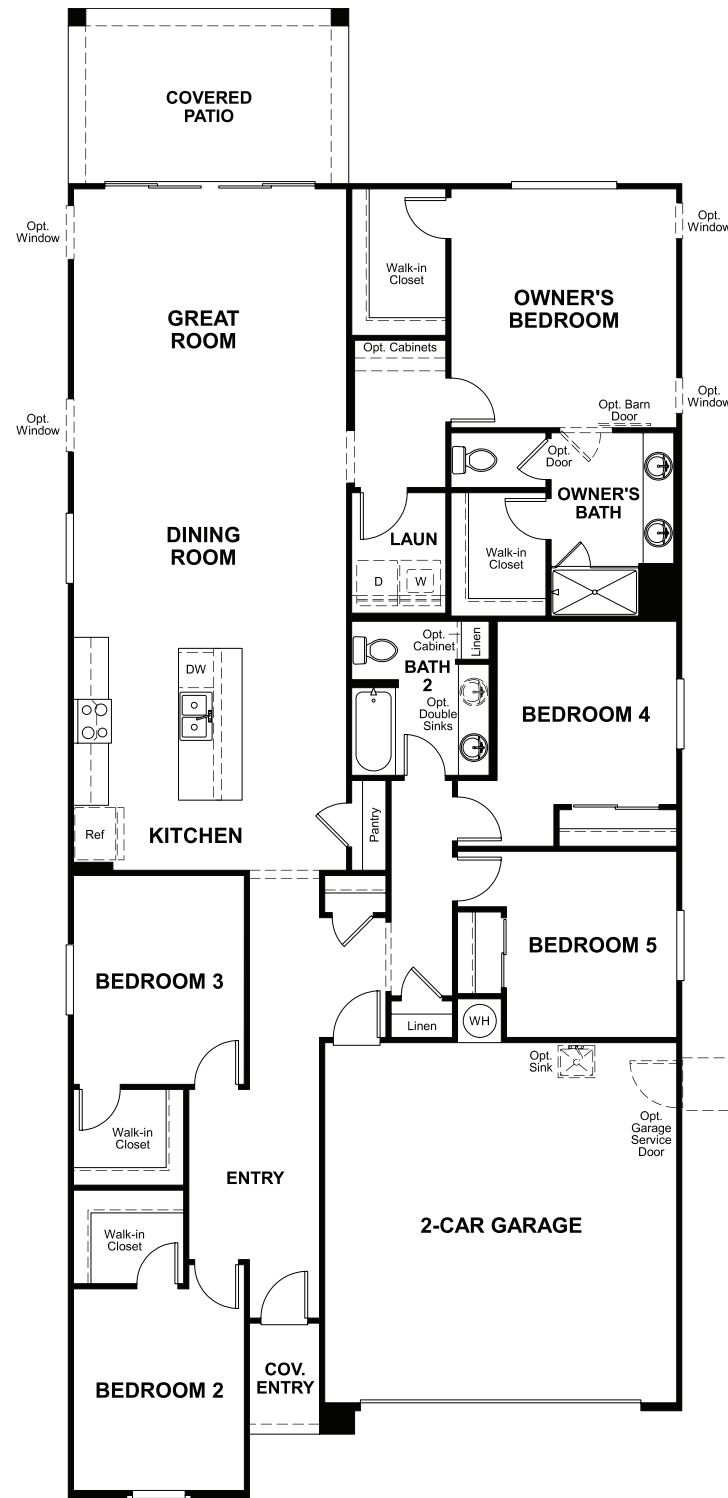 COVERED
PATIO
Opt.
Window
Opt.
Window
Walk-in
Closet
OWNER'S
BEDROOM
GREAT
ROOM
Opt. Cabinets
Opt.
Window
Opt. Barn
Door
Opt.
Window
Opt.
Door
OWNER'S
BATH
DINING
ROOM
LAUN
Walk-in
Closet
D
W
Opt.
Cabinet
Linen
BATH
2
DW
Opt.
Double
Sinks
BEDROOM 4
Ref
KITCHEN
Pantry
BEDROOM 3
BEDROOM 5
Linen
WH
Opt.
Sink
Opt.
Garage
Service
Door
Walk-in
Closet
ENTRY
2-CAR GARAGE
Walk-in
Closet
COV.
ENTRY
BEDROOM 2